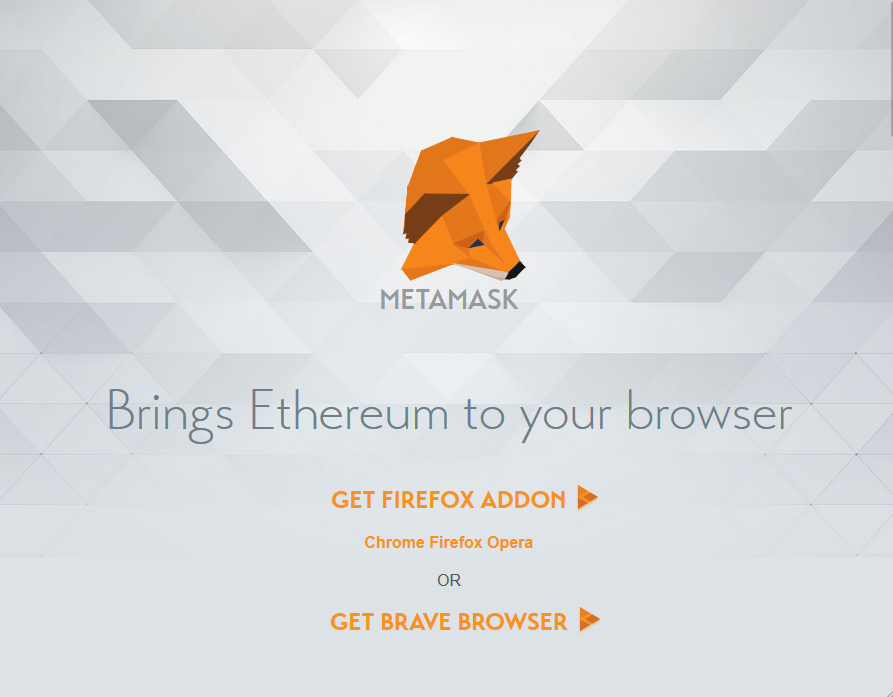 METAMASK
Brings Ethereum to your browser
GET FIREFOX ADDON
Chrome Firefox Opera
OR
GET BRAVE BROWSER